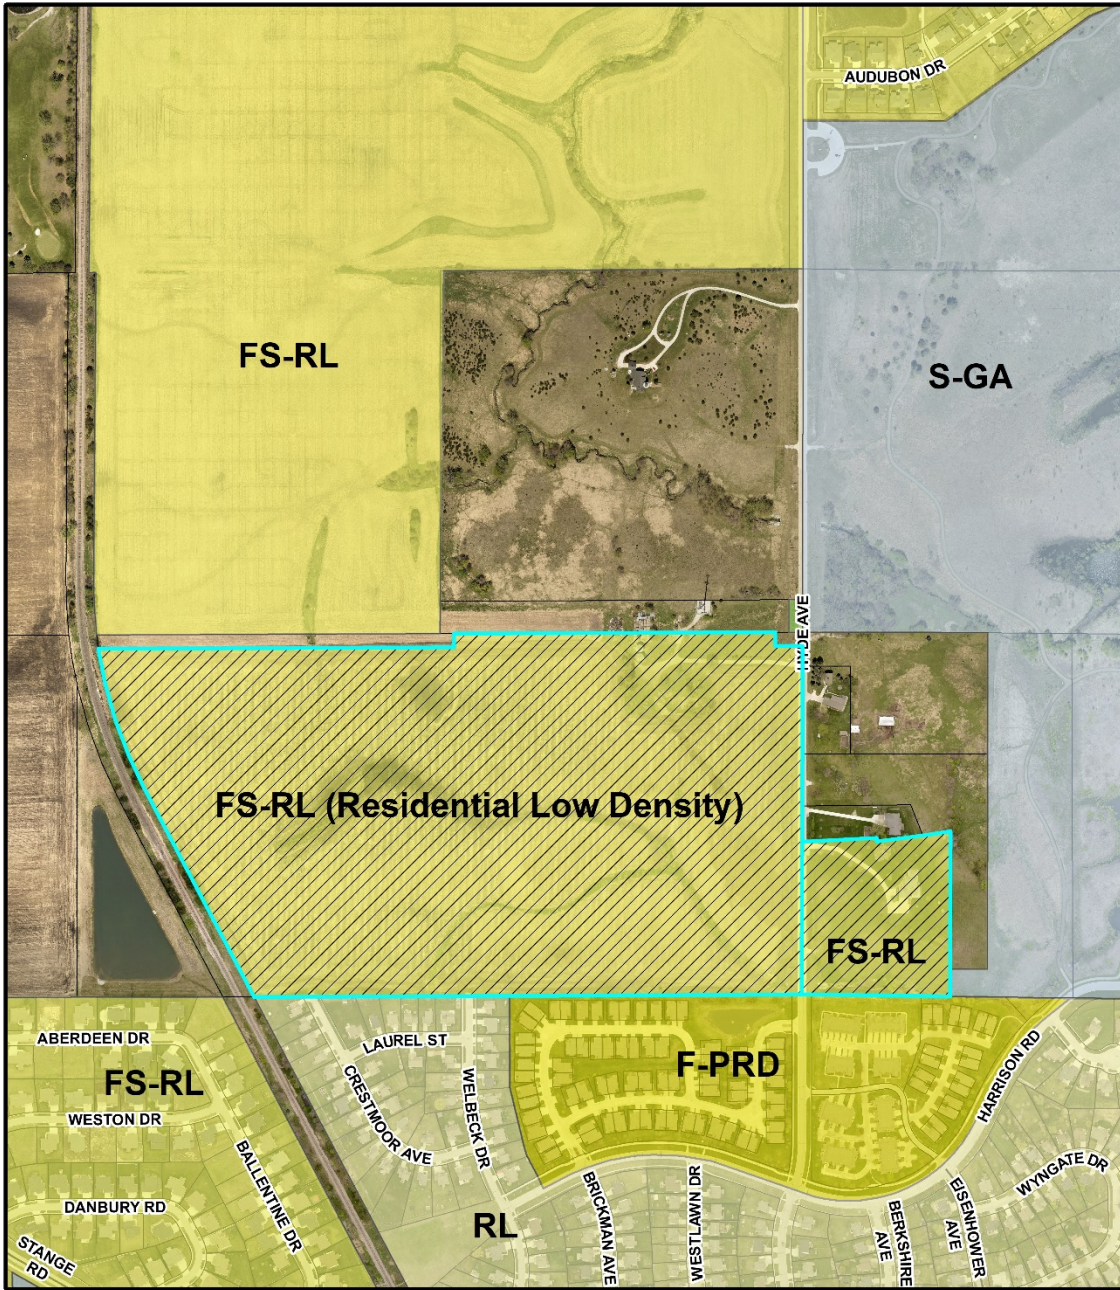 AUDUBON DR
FS-RL
S-GA
HYDE AVE
FS-RL (Residential Low Density)
FS-RL
ABERDEEN DR
LAUREL ST
F-PRD
FS-RL
WESTON DR
CRESTMOOR AVE
WELBECK DR
HARRISON RD
BALLENTINE DR
DANBURY RD
STANGE
RD
RL
BRICKMAN AVE
WESTLAWN DR
BERKSHIRE
AVE
EISENHOWER
AVE
WYNGATE DR